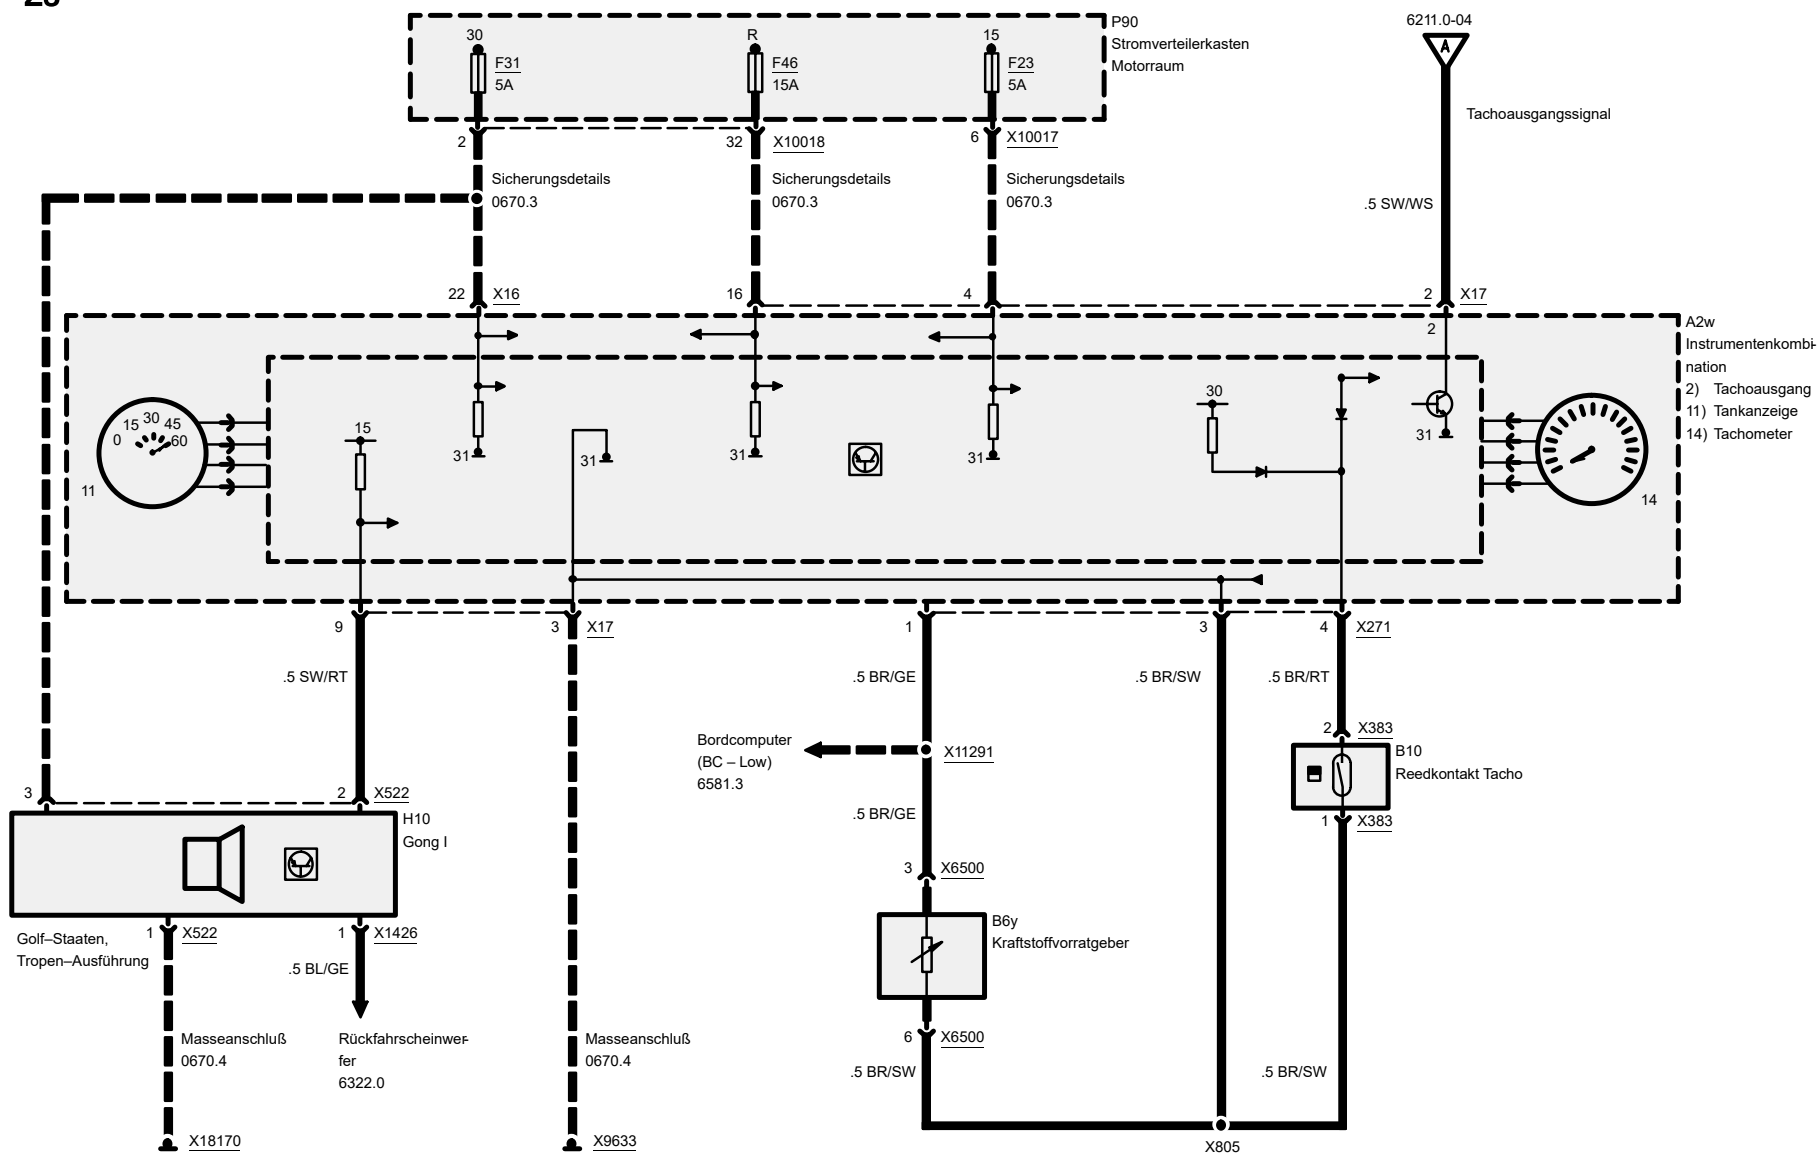 6211.0-04
A
P90
Stromverteilerkasten
Motorraum
30
F31
5A
R
F46
15A
15
F23
5A
Tachoausgangssignal
2
32
X10018
6
X10017
Sicherungsdetails
0670.3
Sicherungsdetails
0670.3
Sicherungsdetails
0670.3
.5 SW/WS
22
X16
16
4
2
X17
2
A2w
Instrumentenkombi-
nation
2) Tachoausgang
11) Tankanzeige
14) Tachometer
0
15
30
45
60
11
15
31
31
31
31
30
31
14
9
3
X17
1
3
4
X271
.5 SW/RT
.5 BR/GE
.5 BR/SW
.5 BR/RT
Bordcomputer
(BC – Low)
6581.3
X11291
2
X383
B10
Reedkontakt Tacho
1
X383
3
2
X522
H10
Gong I
.5 BR/GE
3
X6500
B6y
Kraftstoffvorratgeber
Golf–Staaten,
Tropen–Ausführung
1
X522
1
X1426
.5 BL/GE
Masseanschluß
0670.4
Rückfahrscheinwer-
fer
6322.0
Masseanschluß
0670.4
6
X6500
.5 BR/SW
.5 BR/SW
X18170
X9633
X805